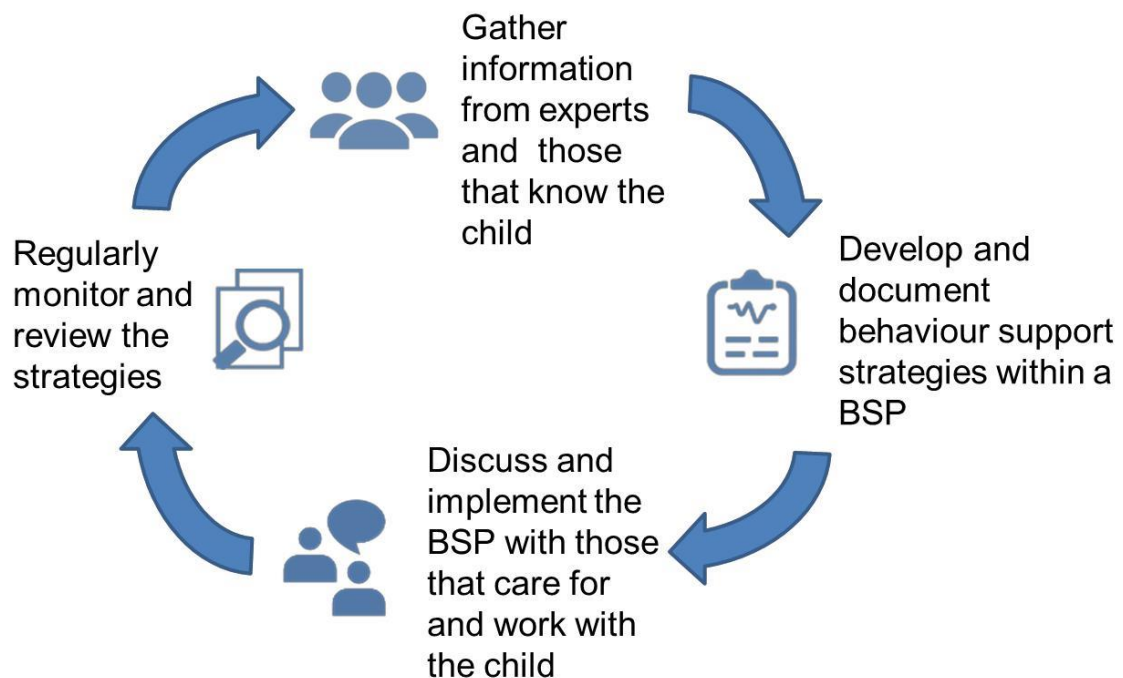 Gather
information
from experts
and those
that know the
child
Develop and
document
behaviour support
strategies within a
BSP
Discuss and
implement the
BSP with those
that care for
and work with
the child
Regularly
monitor and
review the
strategies